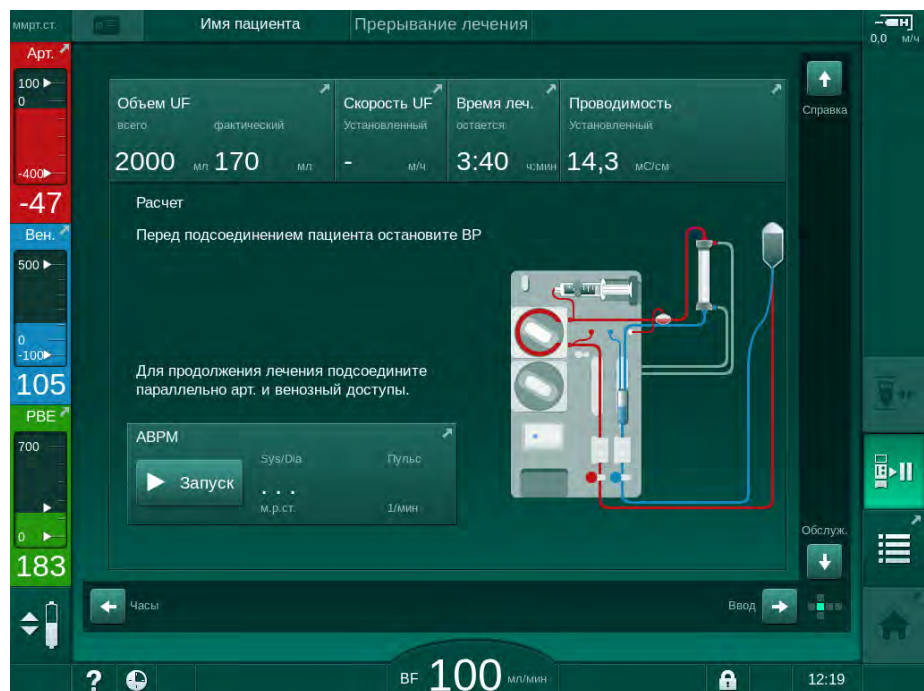 ммрт.ст.
Имя пациента
Прерывание лечения
0,0 м/ч
Арт.
100
0
-400
-47
Вен.
500
0
-100
105
PBE
700
0
183
Объем UF
всего фактический
2000 мл 170 мл
Скорость UF
Установленный
- м/ч
Время леч.
остается
3:40 ч:мин
Проводимость
Установленный
14,3 мС/см
Справка
Расчет
Перед подсоединением пациента остановите BP
Для продолжения лечения подсоедините
параллельно арт. и венозный доступы.
ABPM
Sys/Dia Пульс
Запуск . . .
м.р.ст. 1/мин
Обслуж.
Часы
Ввод
? BF 100 мл/мин 12:19